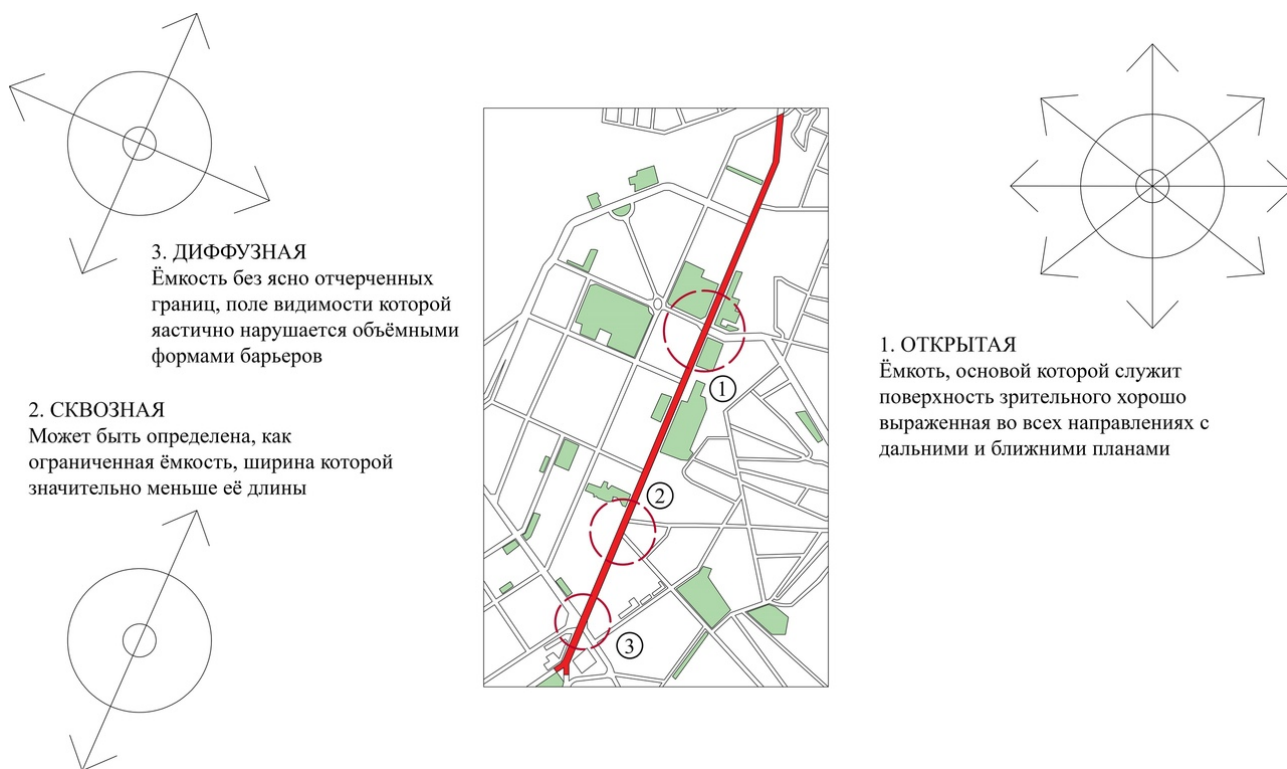 3. ДИФФУЗНАЯ
Ёмкость без ясно отчерченных
границ, поле видимости которой
яастично нарушается объёмными
формами барьеров
2. СКВОЗНАЯ
Может быть определена, как
ограниченная ёмкость, ширина которой
значительно меньше её длины
1
2
3
1. ОТКРЫТАЯ
Ёмкоть, основой которой служит
поверхность зрительного хорошо
выраженная во всех направлениях с
дальними и ближними планами